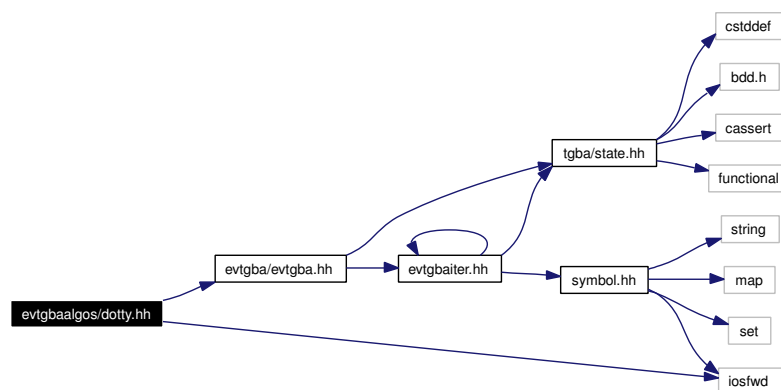 cstddef
bdd.h
cassert
tgba/state.hh
functional
string
evtgba/evtgba.hh
evtgbaiter.hh
symbol.hh
map
evtgbaalgos/dotty.hh
set
iosfwd